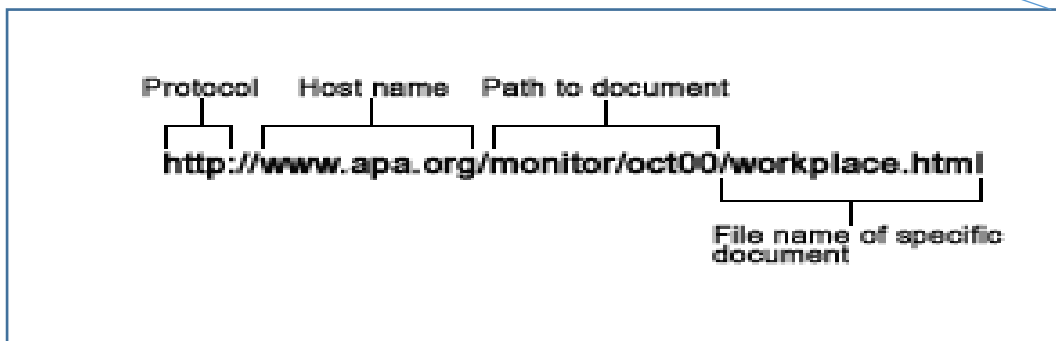 Protocol Host name Path to document
http://www.apa.org/monitor/oct00/workplace.html
File name of specific
document